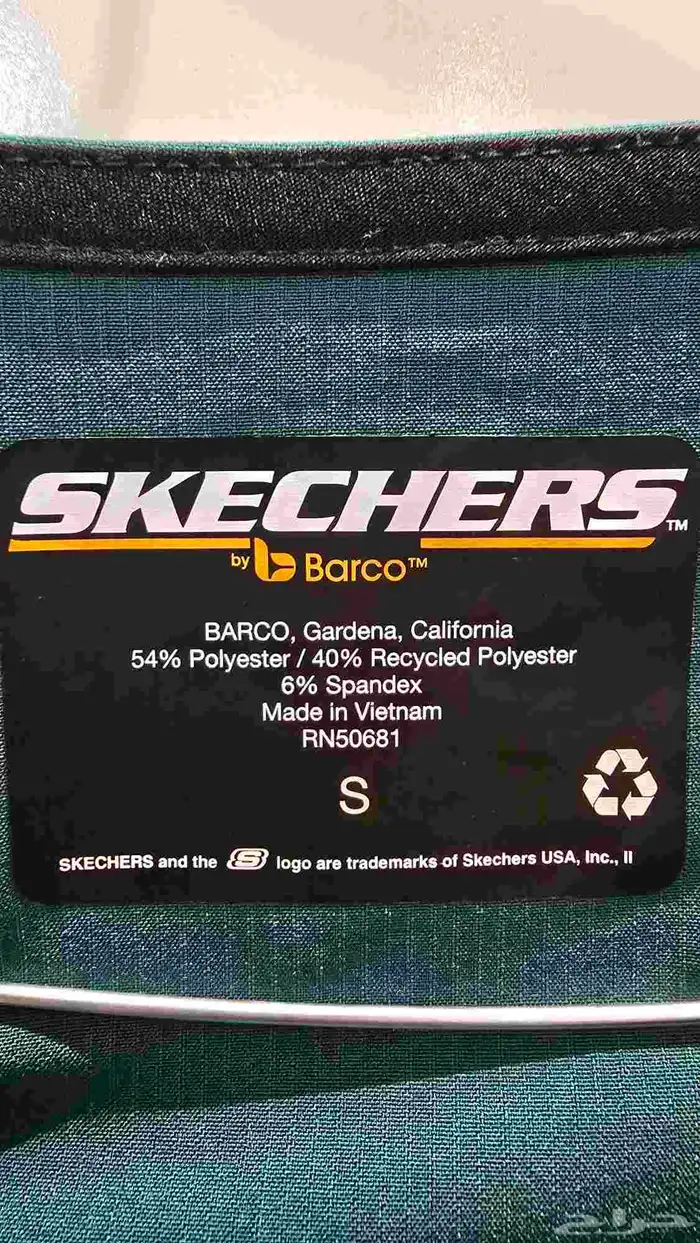 SKECHERS™
by Barco™
BARCO, Gardena, California
54% Polyester / 40% Recycled Polyester
6% Spandex
Made in Vietnam
RN50681
S
SKECHERS and the S logo are trademarks of Skechers USA, Inc., II
حراج